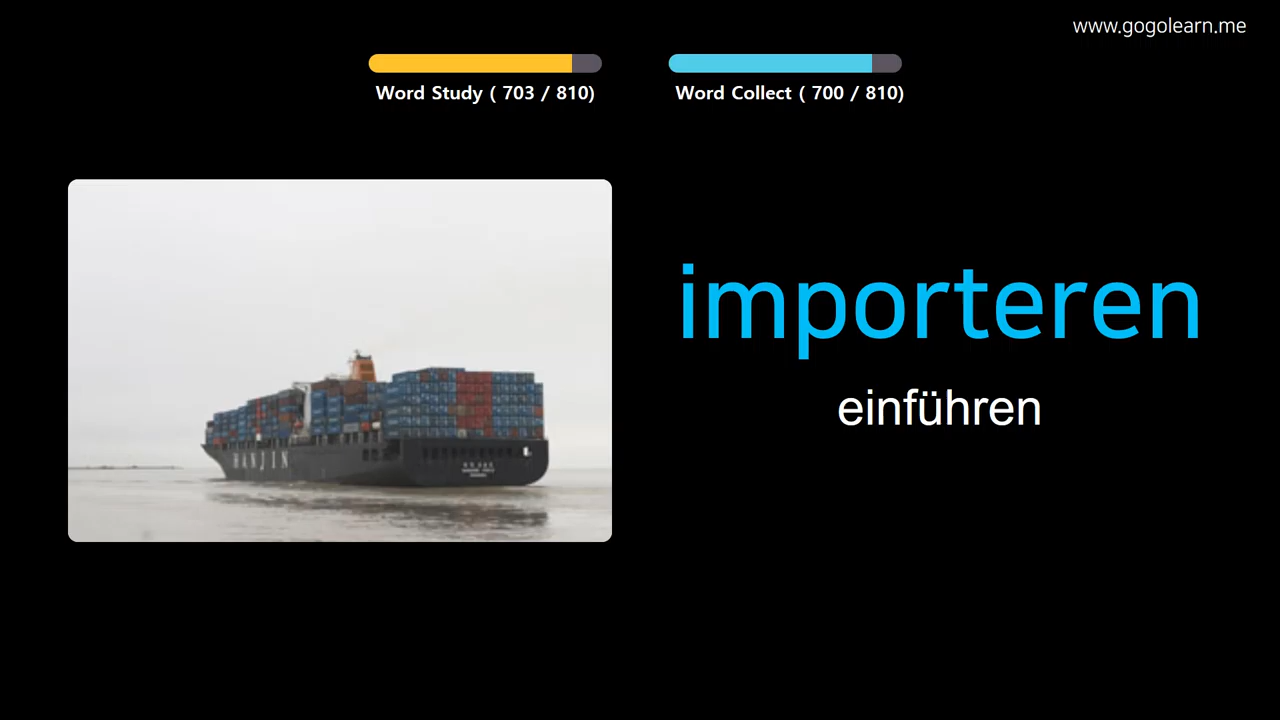 www.gogolearn.me
Word Study ( 703 / 810)
Word Collect ( 700 / 810)
importeren
einführen
HANJIN